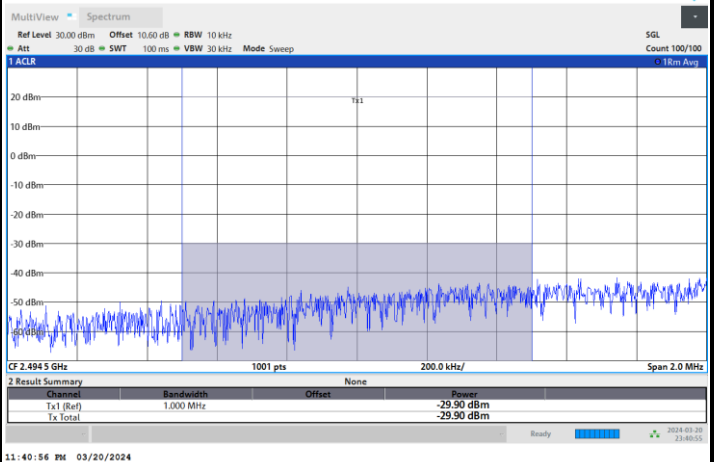 MultiView Spectrum
Ref Level 30.00 dBm Offset 10.60 dB RBW 10 kHz SGL
Att 30 dB SWT 100 ms VBW 30 kHz Mode Sweep Count 100/100
1 ACLR 1Rm Avg
Tx1
20 dBm
10 dBm
0 dBm
-10 dBm
-20 dBm
-30 dBm
-40 dBm
-50 dBm
-60 dBm
CF 2.494 5 GHz 1001 pts 200.0 kHz/ Span 2.0 MHz
2 Result Summary None
Channel Bandwidth Offset Power
Tx1 (Ref) 1.000 MHz -29.90 dBm
Tx Total -29.90 dBm
Ready 2024-03-20
23:40:55
11:40:56 PM 03/20/2024